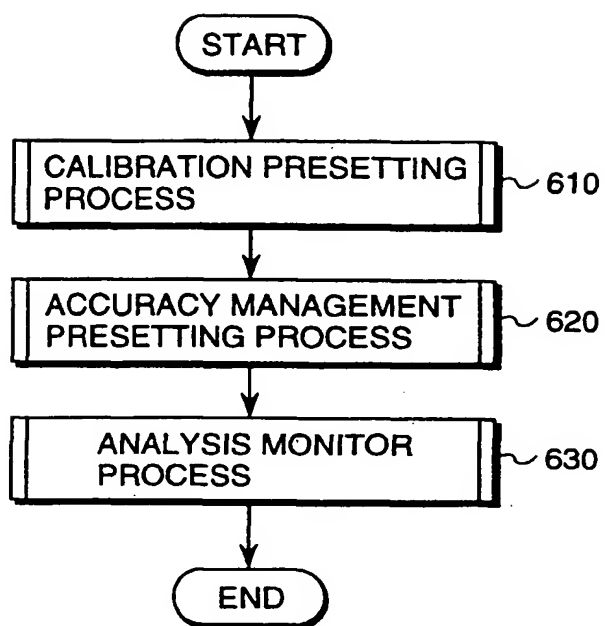 START
CALIBRATION PRESETTING
PROCESS
610
ACCURACY MANAGEMENT
PRESETTING PROCESS
620
ANALYSIS MONITOR
PROCESS
630
END